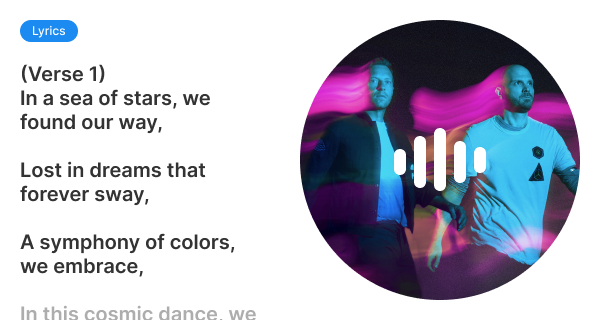 Lyrics
(Verse 1)
In a sea of stars, we
found our way,
Lost in dreams that
forever sway,
A symphony of colors,
we embrace,
In this cosmic dance, we